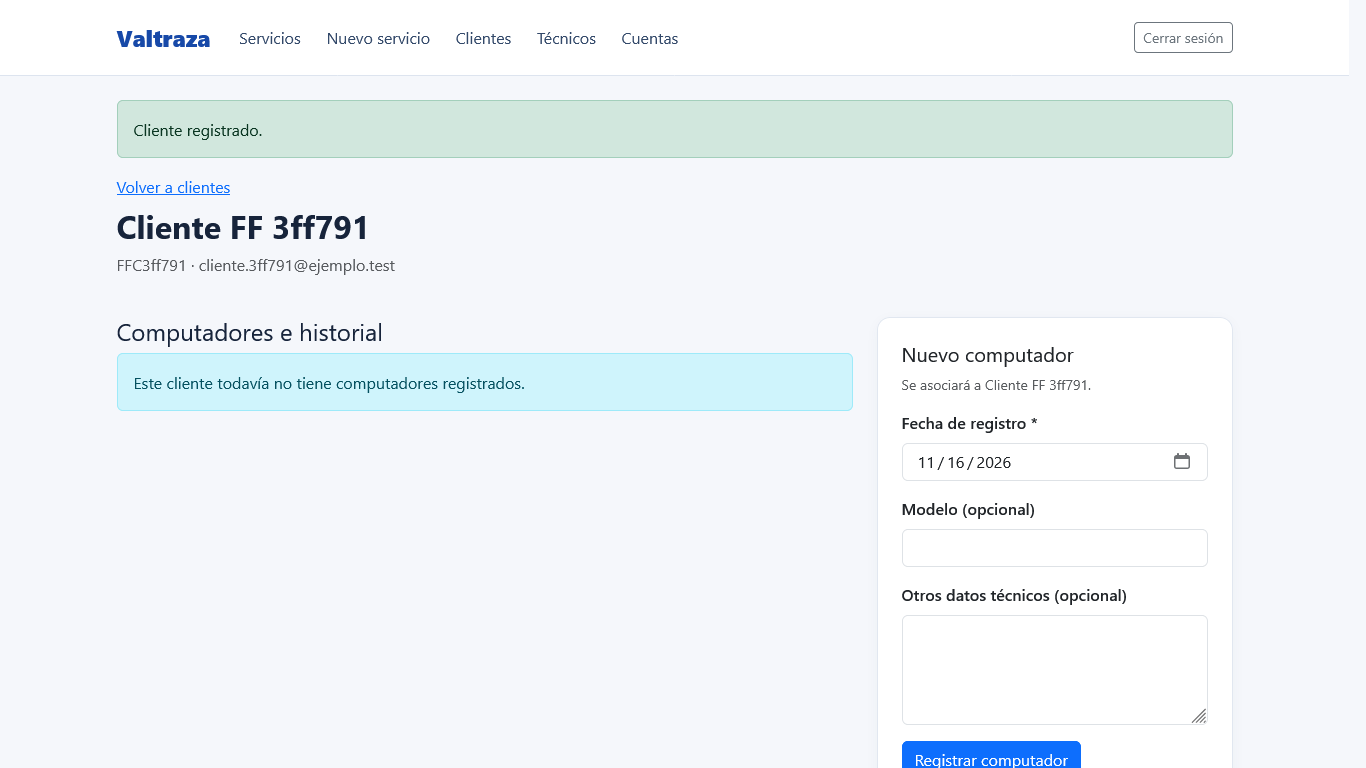 Valtraza
Servicios
Nuevo servicio
Clientes
Técnicos
Cuentas
Cerrar sesión
Cliente registrado.
Volver a clientes
Cliente FF 3ff791
FFC3ff791 · cliente.3ff791@ejemplo.test
Computadores e historial
Este cliente todavía no tiene computadores registrados.
Nuevo computador
Se asociará a Cliente FF 3ff791.
Fecha de registro *
11/16/2026
Modelo (opcional)
Otros datos técnicos (opcional)
Registrar computador